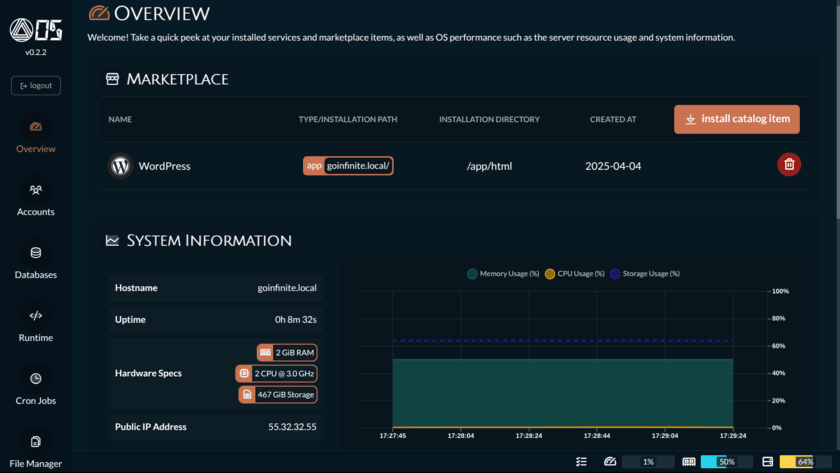 OS
v0.2.2
logout
Overview
Accounts
Databases
Runtime
Cron Jobs
File Manager
OVERVIEW
Welcome! Take a quick peek at your installed services and marketplace items, as well as OS performance such as the server resource usage and system information.
MARKETPLACE
NAME TYPE/INSTALLATION PATH INSTALLATION DIRECTORY CREATED AT install catalog item
WordPress app goinfinite.local/ /app/html 2025-04-04
SYSTEM INFORMATION
Hostname goinfinite.local
Uptime 0h 8m 32s
Hardware Specs
2 GiB RAM
2 CPU @ 3.0 GHz
467 GiB Storage
Public IP Address 55.32.32.55
Memory Usage (%) CPU Usage (%) Storage Usage (%)
100%
80%
60%
40%
20%
0%
17:27:45 17:28:04 17:28:24 17:28:44 17:29:04 17:29:24
1% 50% 64%